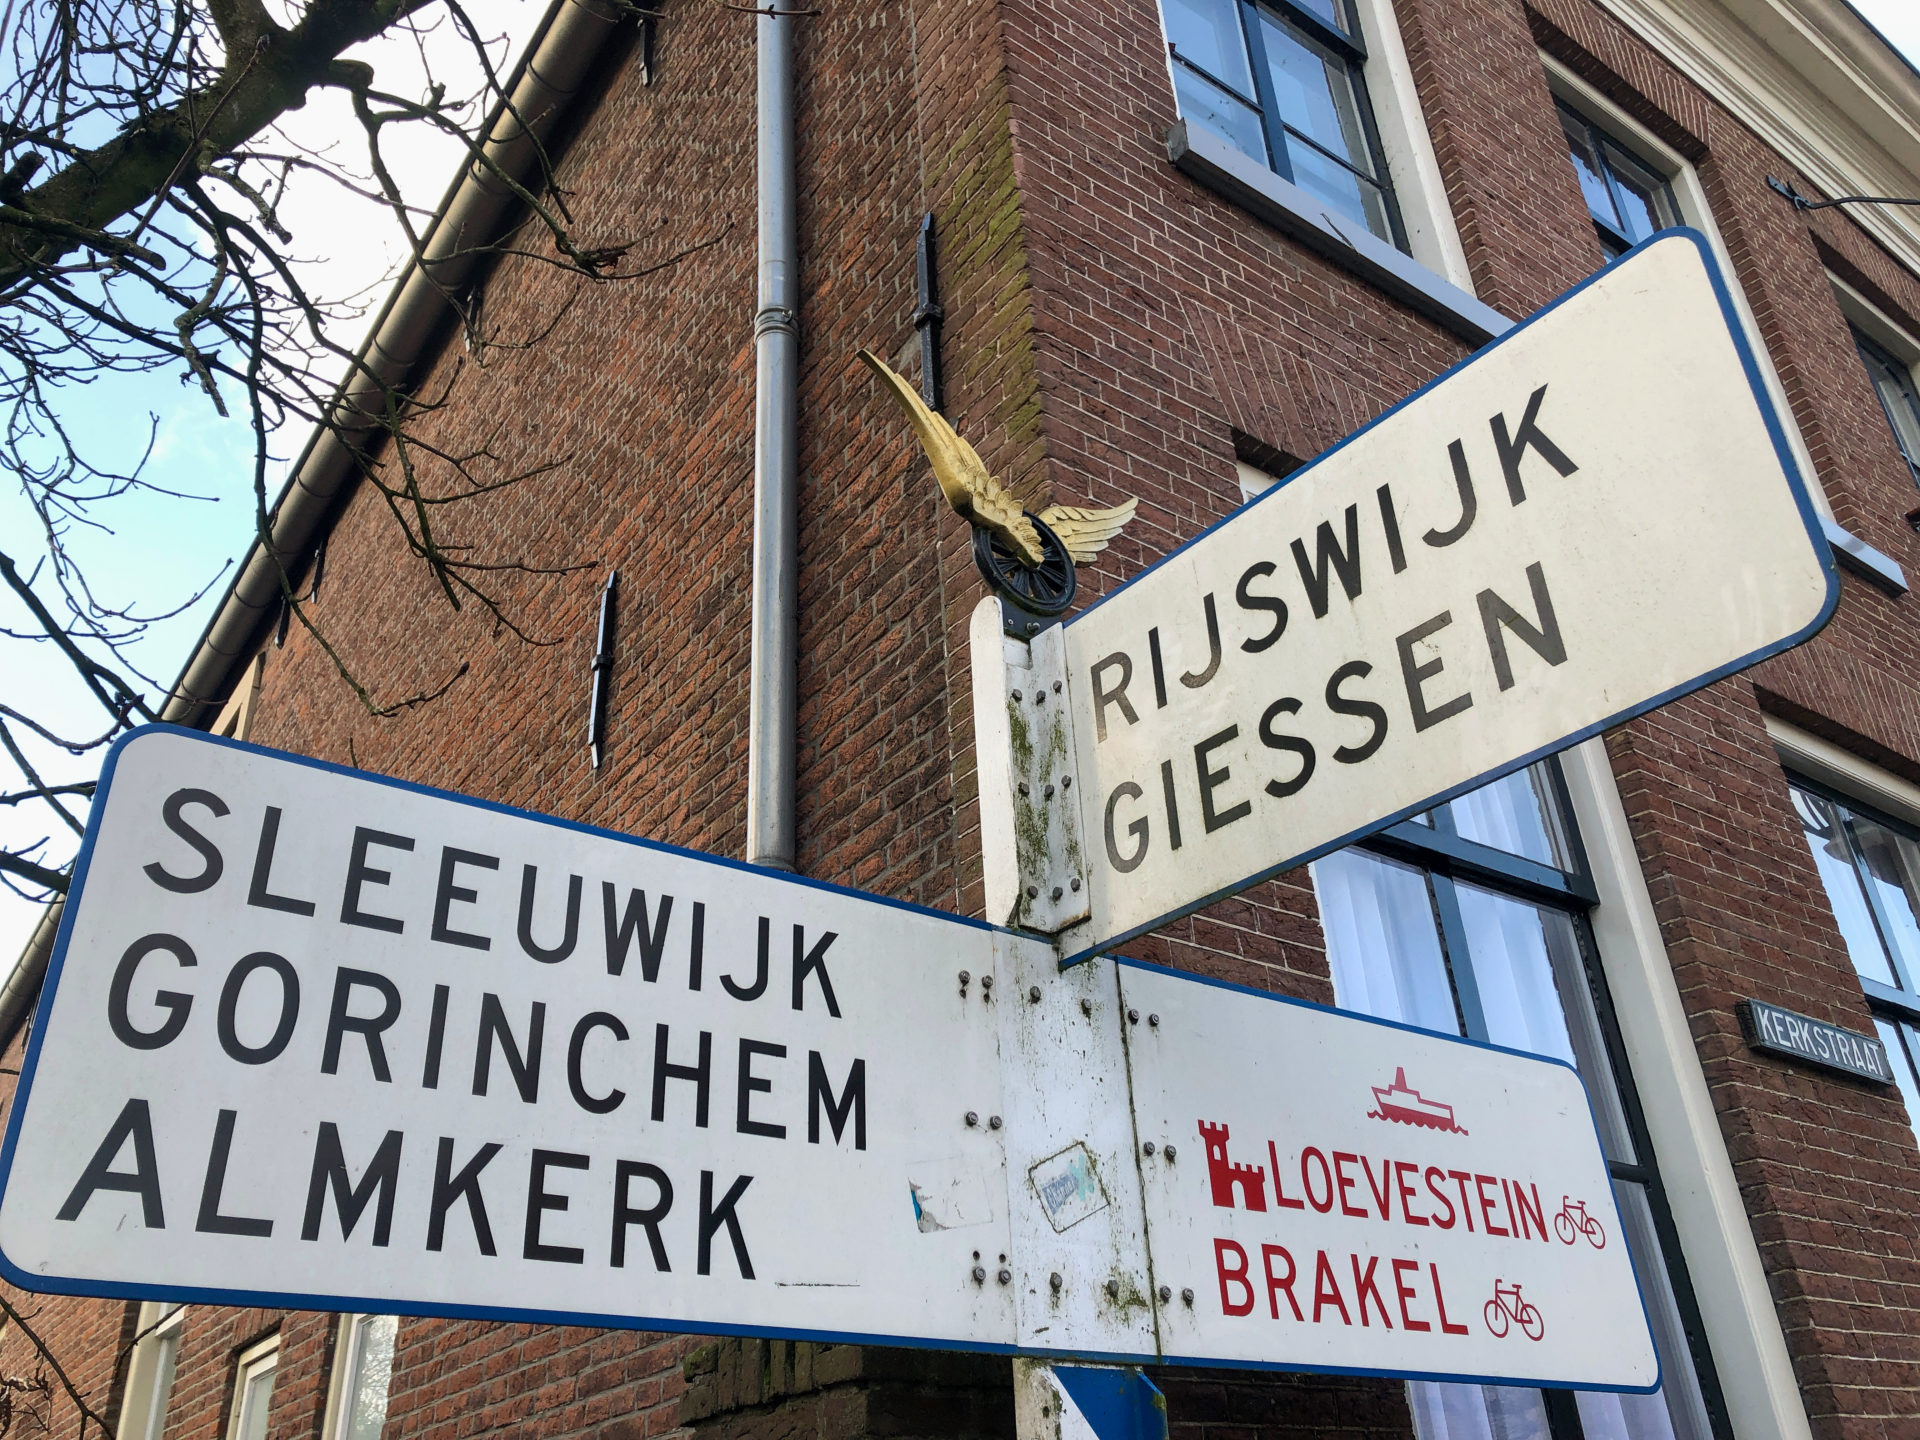 RIJSWIJK
GIESSEN
SLEEUWIJK
GORINCHEM
ALMKERK
LOEVESTEIN
BRAKEL
KERKSTRAAT